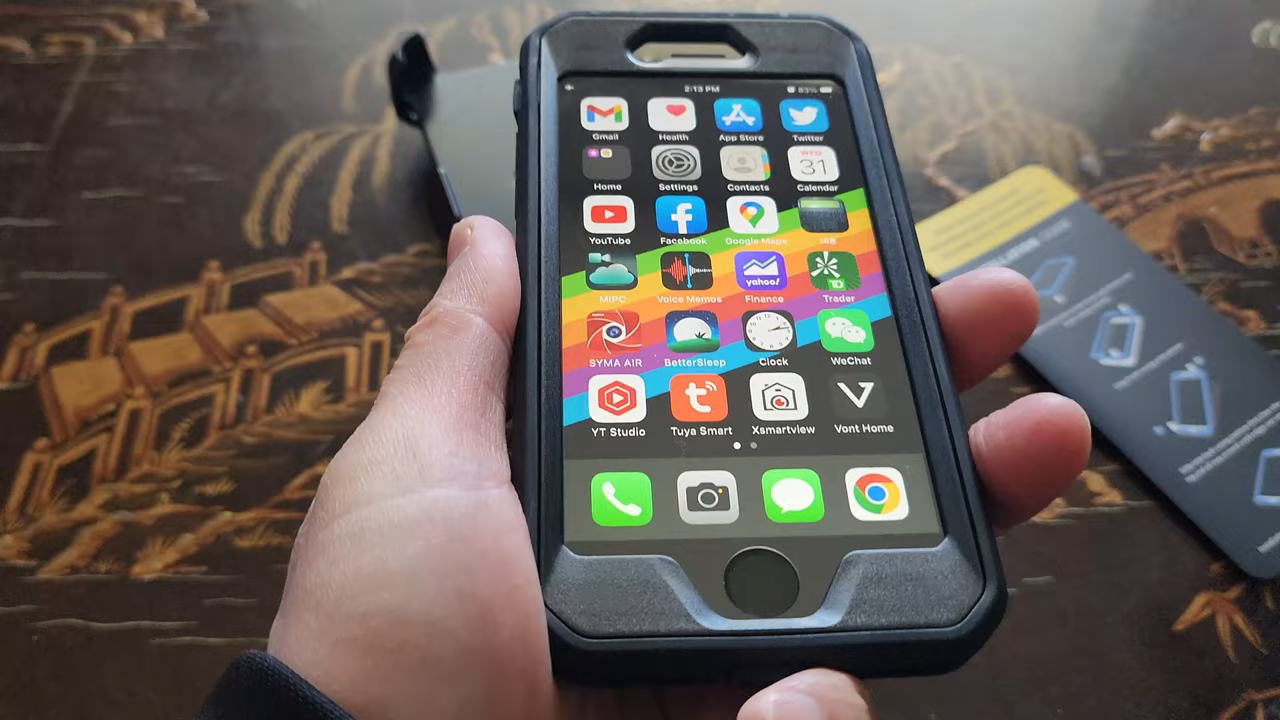 2:13 PM 83%
Gmail Health App Store Twitter
WED
31
Home Settings Contacts Calendar
YouTube Facebook Google Maps
yahoo!
TD
MIPC Voice Memos Finance Trader
SYMA AIR BetterSleep Clock WeChat
YT Studio Tuya Smart Xsmartview Vont Home